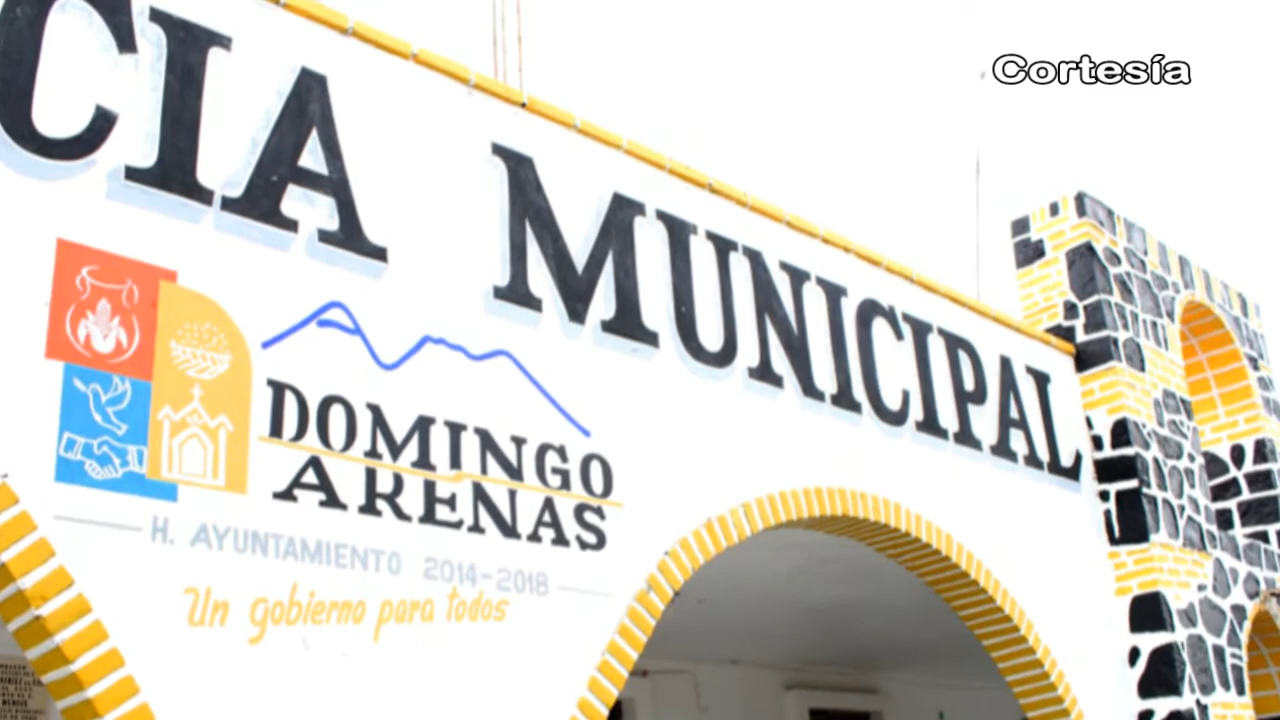 Cortesía
CIA MUNICIPAL
DOMINGO
ARENAS
H. AYUNTAMIENTO 2014-2018
Un gobierno para todos